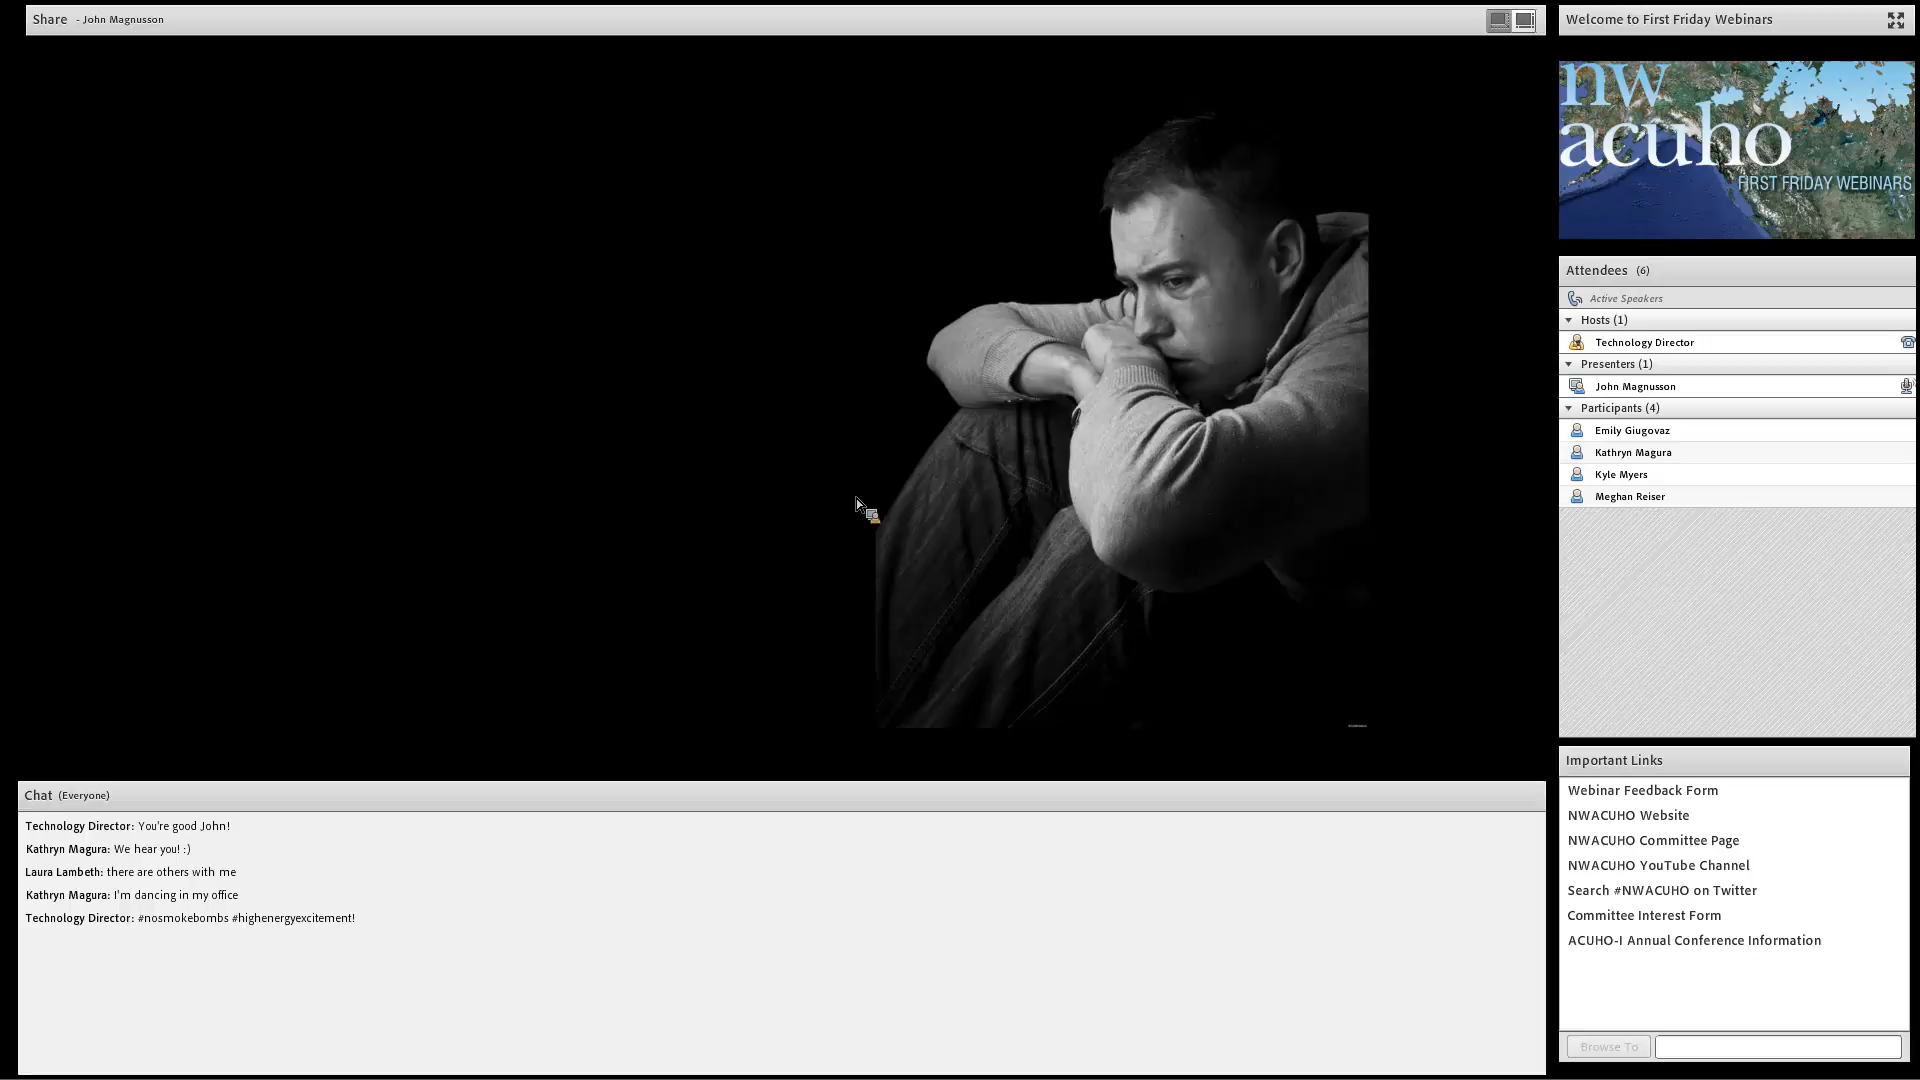 Share - John Magnusson
Welcome to First Friday Webinars
nw
acuho
FIRST FRIDAY WEBINARS
Attendees (6)
Active Speakers
Hosts (1)
Technology Director
Presenters (1)
John Magnusson
Participants (4)
Emily Giugovaz
Kathryn Magura
Kyle Myers
Meghan Reiser
Chat (Everyone)
Technology Director: You're good John!
Kathryn Magura: We hear you! :)
Laura Lambeth: there are others with me
Kathryn Magura: I'm dancing in my office
Technology Director: #nosmokebombs #highenergyexcitement!
Important Links
Webinar Feedback Form
NWACUHO Website
NWACUHO Committee Page
NWACUHO YouTube Channel
Search #NWACUHO on Twitter
Committee Interest Form
ACUHO-I Annual Conference Information
Browse To